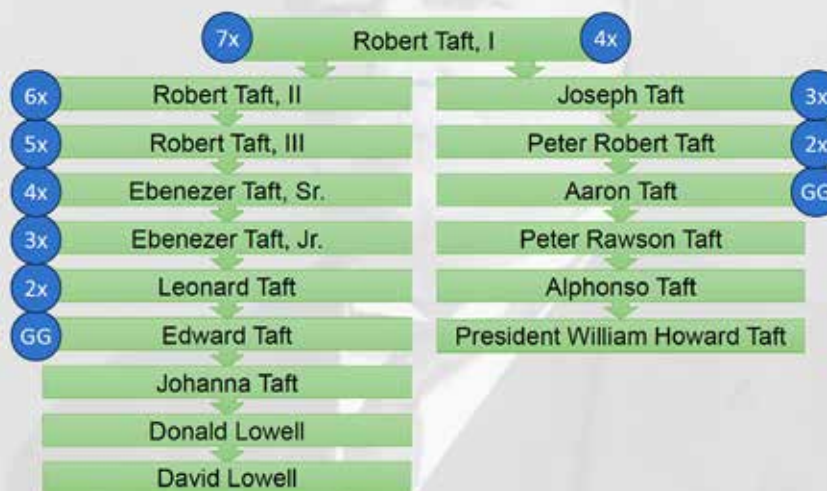 7x Robert Taft, I 4x
6x Robert Taft, II
5x Robert Taft, III
4x Ebenezer Taft, Sr.
3x Ebenezer Taft, Jr.
2x Leonard Taft
GG Edward Taft
Johanna Taft
Donald Lowell
David Lowell
Joseph Taft 3x
Peter Robert Taft 2x
Aaron Taft GG
Peter Rawson Taft
Alphonso Taft
President William Howard Taft